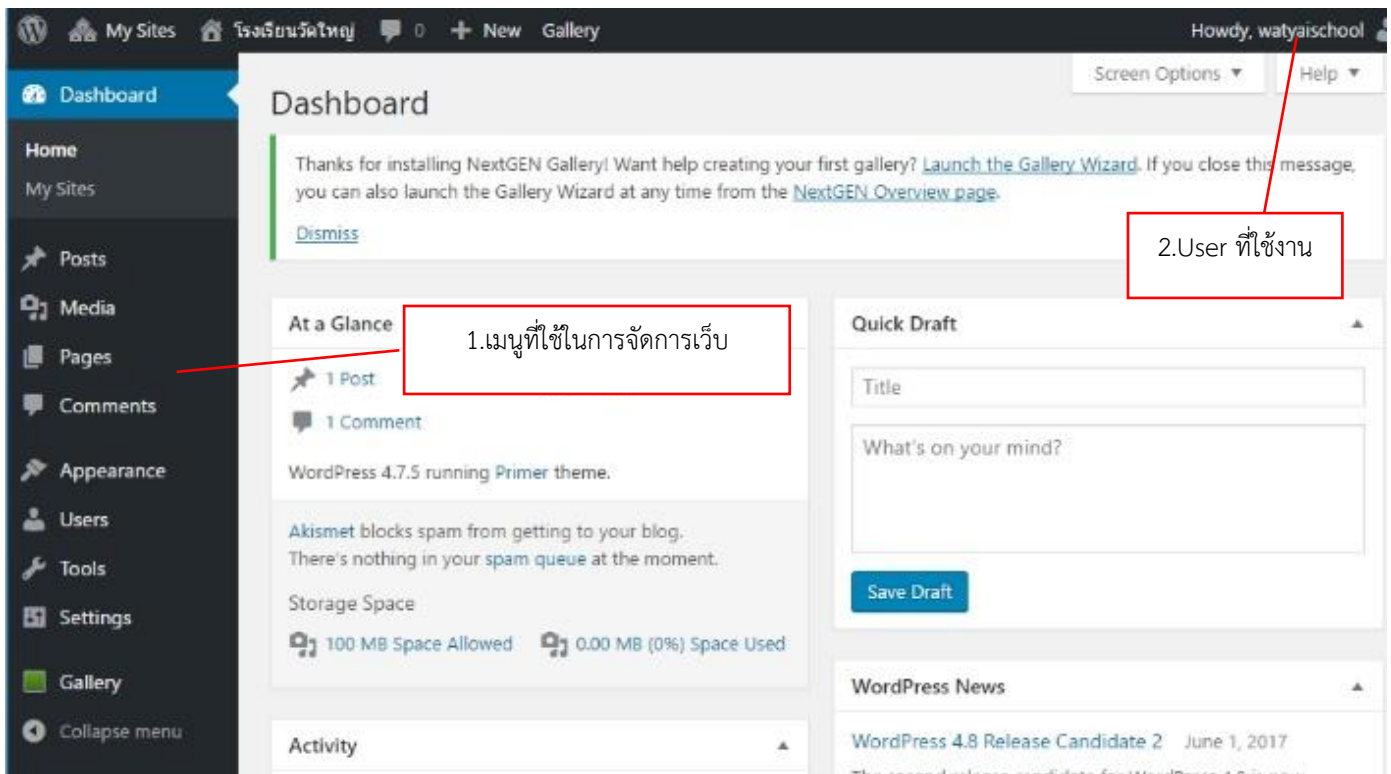 My Sites โรงเรียนวัดใหญ่ 0 + New Gallery Howdy, watyaischool
Screen Options Help
Dashboard
Home
My Sites
Posts
Media
Pages
Comments
Appearance
Users
Tools
Settings
Gallery
Collapse menu
Dashboard
Thanks for installing NextGEN Gallery! Want help creating your first gallery? Launch the Gallery Wizard. If you close this message,
you can also launch the Gallery Wizard at any time from the NextGEN Overview page.
Dismiss
2.User ที่ใช้งาน
1.เมนูที่ใช้ในการจัดการเว็บ
At a Glance
1 Post
1 Comment
WordPress 4.7.5 running Primer theme.
Akismet blocks spam from getting to your blog.
There's nothing in your spam queue at the moment.
Storage Space
100 MB Space Allowed 0.00 MB (0%) Space Used
Activity
Quick Draft
Title
What's on your mind?
Save Draft
WordPress News
WordPress 4.8 Release Candidate 2 June 1, 2017